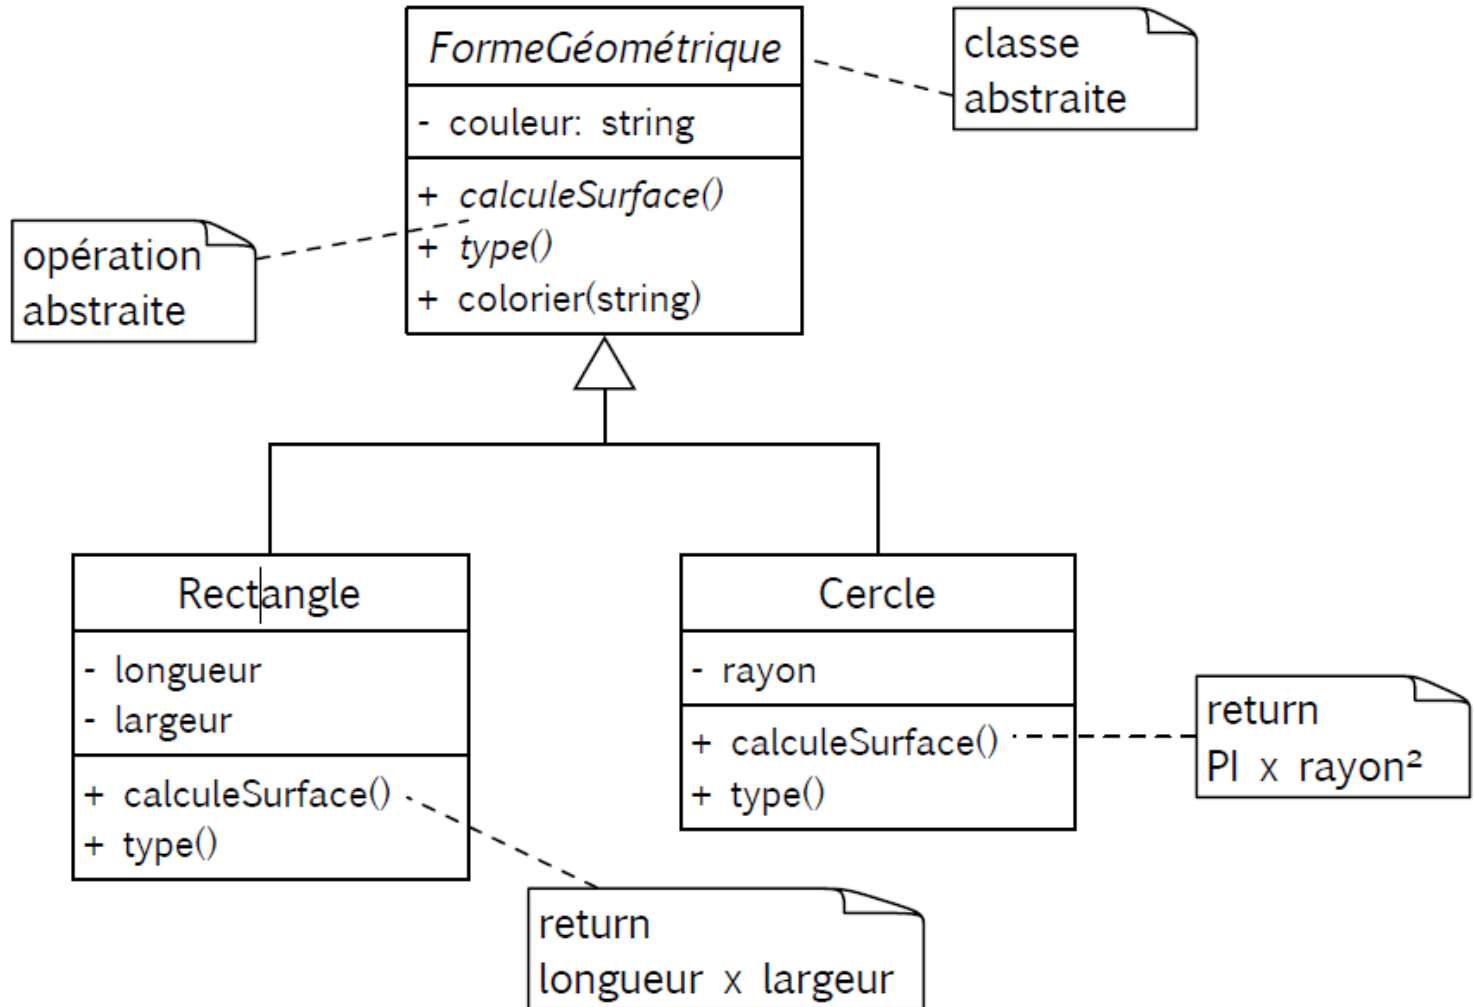 FormeGéométrique
- couleur: string
+ calculeSurface()
+ type()
+ colorier(string)
classe
abstraite
opération
abstraite
Rectangle
- longueur
- largeur
+ calculeSurface()
+ type()
return
longueur x largeur
Cercle
- rayon
+ calculeSurface()
+ type()
return
PI x rayon²